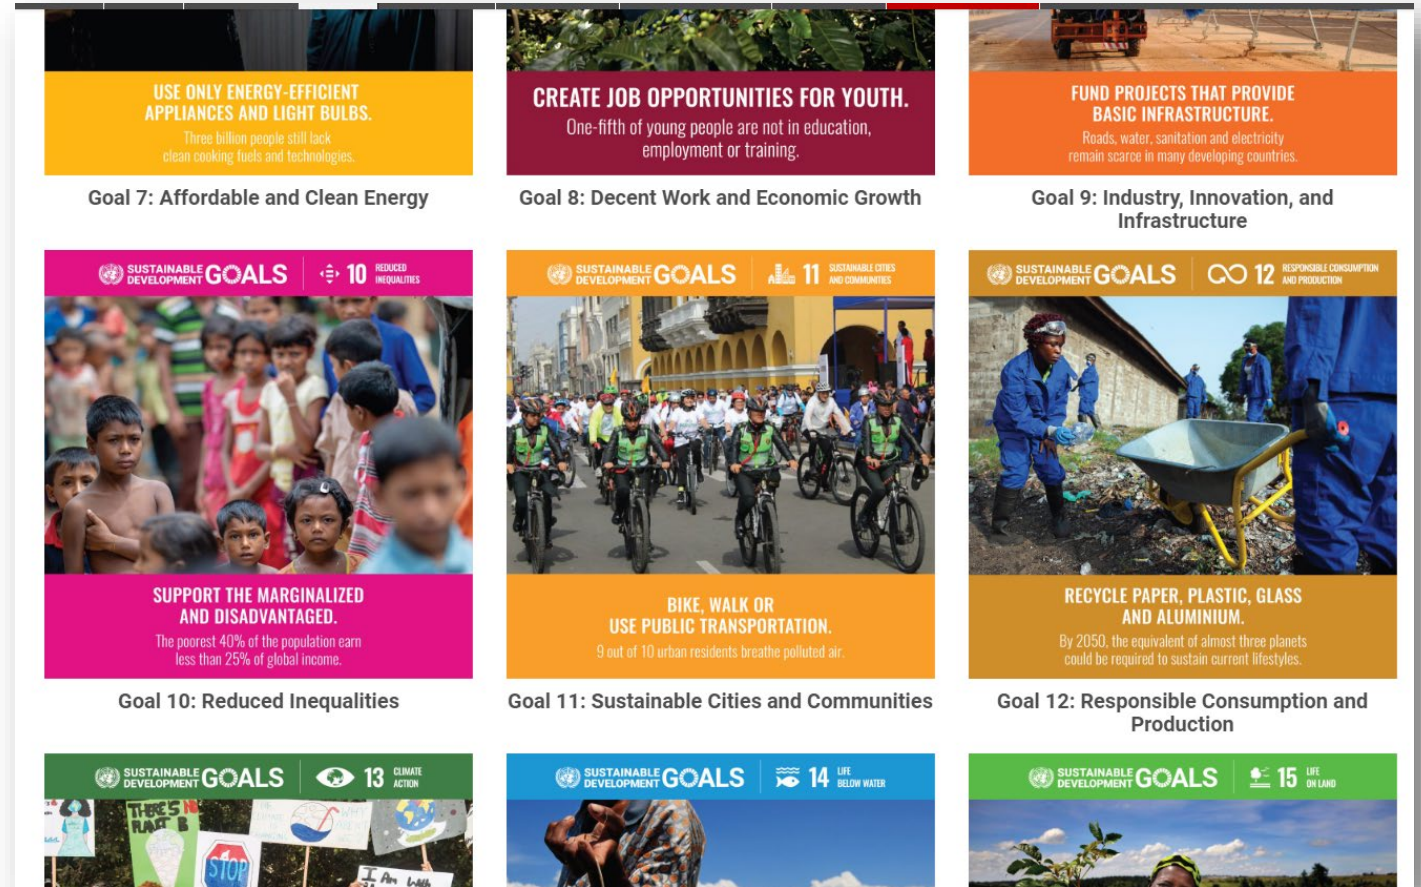 USE ONLY ENERGY-EFFICIENT
APPLIANCES AND LIGHT BULBS.
Three billion people still lack
clean cooking fuels and technologies.
CREATE JOB OPPORTUNITIES FOR YOUTH.
One-fifth of young people are not in education,
employment or training.
FUND PROJECTS THAT PROVIDE
BASIC INFRASTRUCTURE.
Roads, water, sanitation and electricity
remain scarce in many developing countries.
Goal 7: Affordable and Clean Energy
Goal 8: Decent Work and Economic Growth
Goal 9: Industry, Innovation, and
Infrastructure
SUSTAINABLE
DEVELOPMENT GOALS
10 REDUCED
INEQUALITIES
SUSTAINABLE
DEVELOPMENT GOALS
11 SUSTAINABLE CITIES
AND COMMUNITIES
SUSTAINABLE
DEVELOPMENT GOALS
12 RESPONSIBLE CONSUMPTION
AND PRODUCTION
SUPPORT THE MARGINALIZED
AND DISADVANTAGED.
The poorest 40% of the population earn
less than 25% of global income.
BIKE, WALK OR
USE PUBLIC TRANSPORTATION.
9 out of 10 urban residents breathe polluted air.
RECYCLE PAPER, PLASTIC, GLASS
AND ALUMINIUM.
By 2050, the equivalent of almost three planets
could be required to sustain current lifestyles.
Goal 10: Reduced Inequalities
Goal 11: Sustainable Cities and Communities
Goal 12: Responsible Consumption and
Production
SUSTAINABLE
DEVELOPMENT GOALS
13 CLIMATE
ACTION
SUSTAINABLE
DEVELOPMENT GOALS
14 LIFE
BELOW WATER
SUSTAINABLE
DEVELOPMENT GOALS
15 LIFE
ON LAND
THERE'S NO
PLANET B
STOP
I Am With